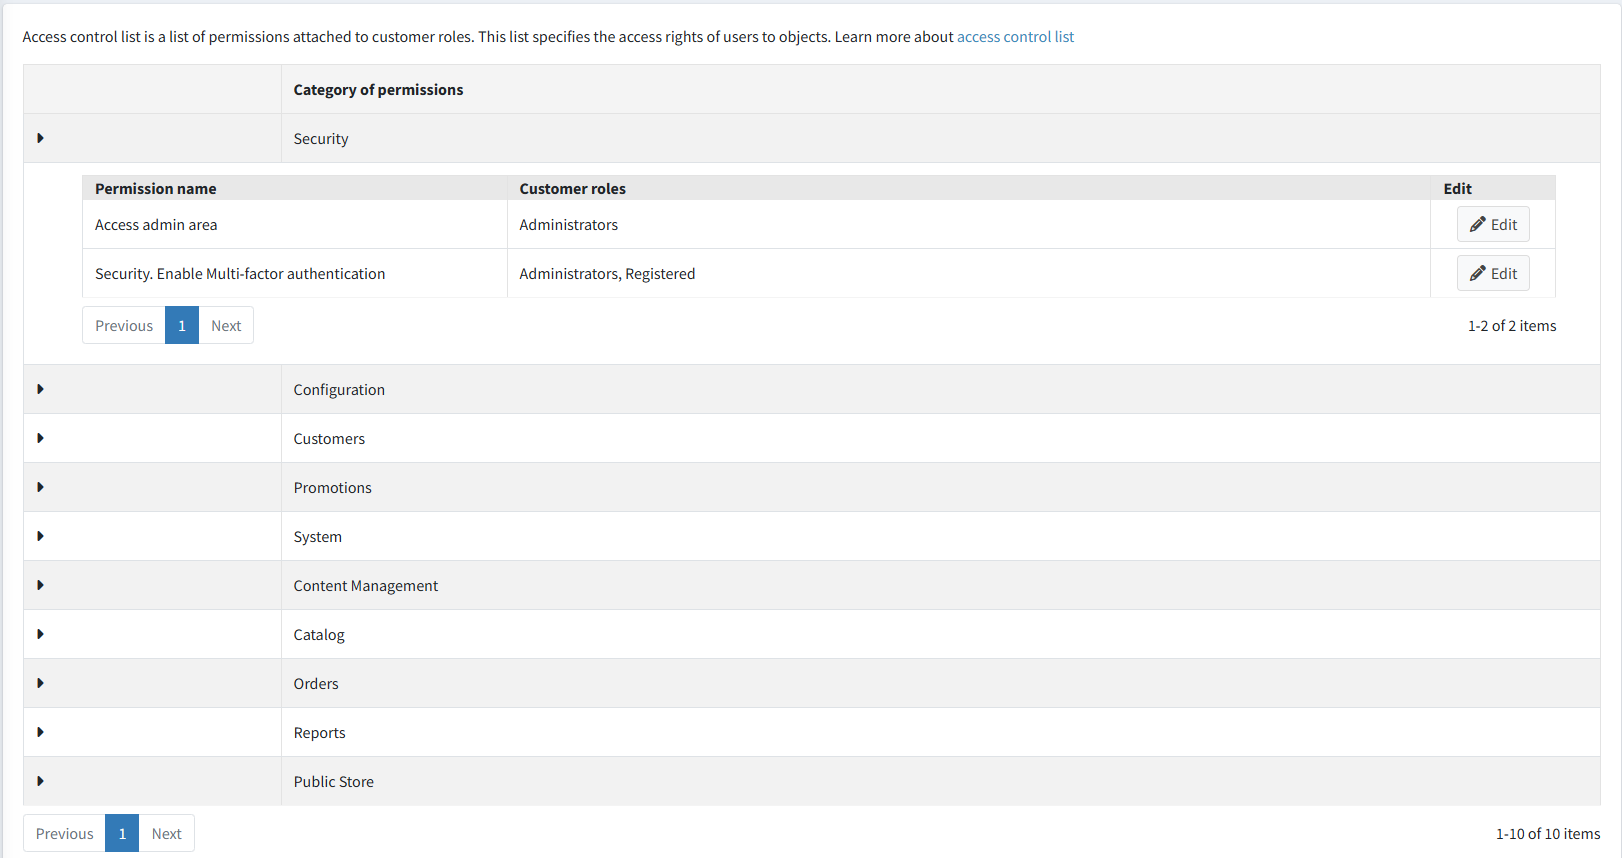 Access control list is a list of permissions attached to customer roles. This list specifies the access rights of users to objects. Learn more about access control list
Category of permissions
Security
Permission name Customer roles Edit
Access admin area Administrators Edit
Security. Enable Multi-factor authentication Administrators, Registered Edit
Previous 1 Next 1-2 of 2 items
Configuration
Customers
Promotions
System
Content Management
Catalog
Orders
Reports
Public Store
Previous 1 Next 1-10 of 10 items